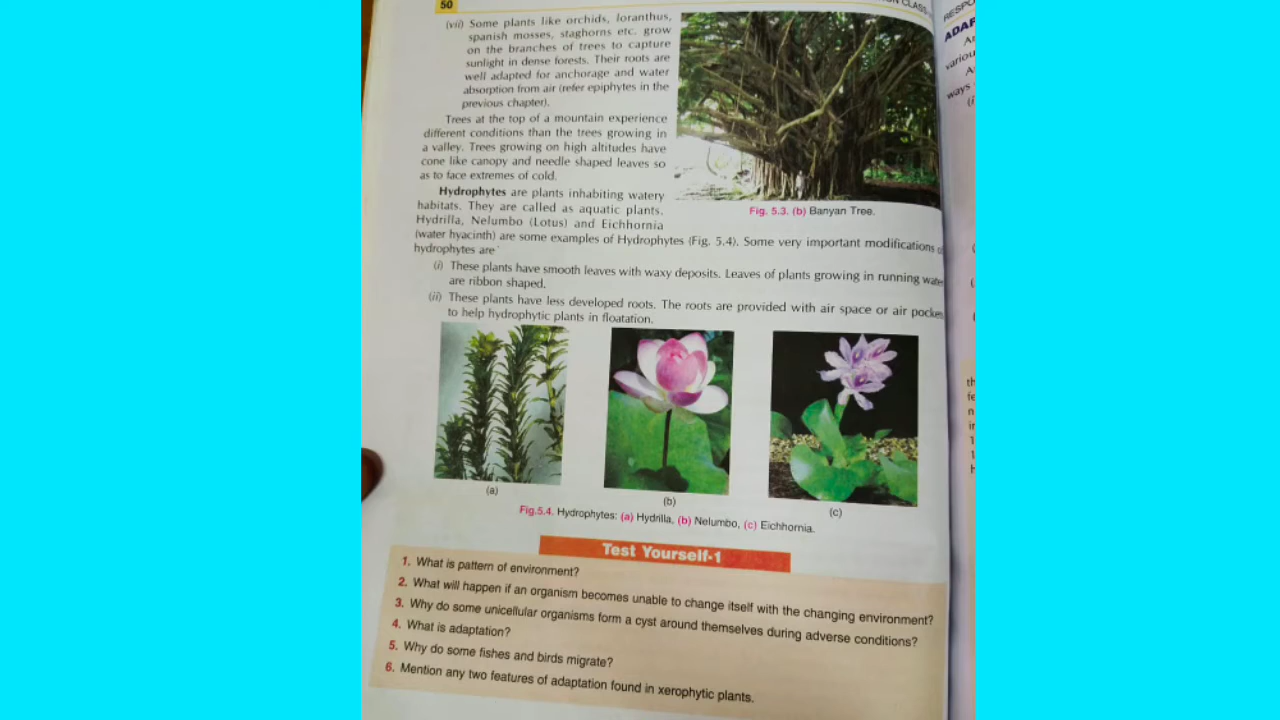 50
(vii) Some plants like orchids, loranthus,
spanish mosses, staghorns etc. grow
on the branches of trees to capture
sunlight in dense forests. Their roots are
well adapted for anchorage and water
absorption from air (refer epiphytes in the
previous chapter).
Trees at the top of a mountain experience
different conditions than the trees growing in
a valley. Trees growing on high altitudes have
cone like canopy and needle shaped leaves so
as to face extremes of cold.
Hydrophytes are plants inhabiting watery
habitats. They are called as aquatic plants.
Hydrilla, Nelumbo (Lotus) and Eichhornia
Fig. 5.3. (b) Banyan Tree.
(water hyacinth) are some examples of Hydrophytes (Fig. 5.4). Some very important modifications
hydrophytes are
(i) These plants have smooth leaves with waxy deposits. Leaves of plants growing in running
are ribbon shaped.
(ii) These plants have less developed roots. The roots are provided with air space or air
to help hydrophytic plants in floatation.
(a)
(b)
(c)
Fig.5.4. Hydrophytes: (a) Hydrilla, (b) Nelumbo, (c) Eichhornia.
Test Yourself-1
1. What is pattern of environment?
2. What will happen if an organism becomes unable to change itself with the changing environment?
3. Why do some unicellular organisms form a cyst around themselves during adverse conditions?
4. What is adaptation?
5. Why do some fishes and birds migrate?
6. Mention any two features of adaptation found in xerophytic plants.
ways